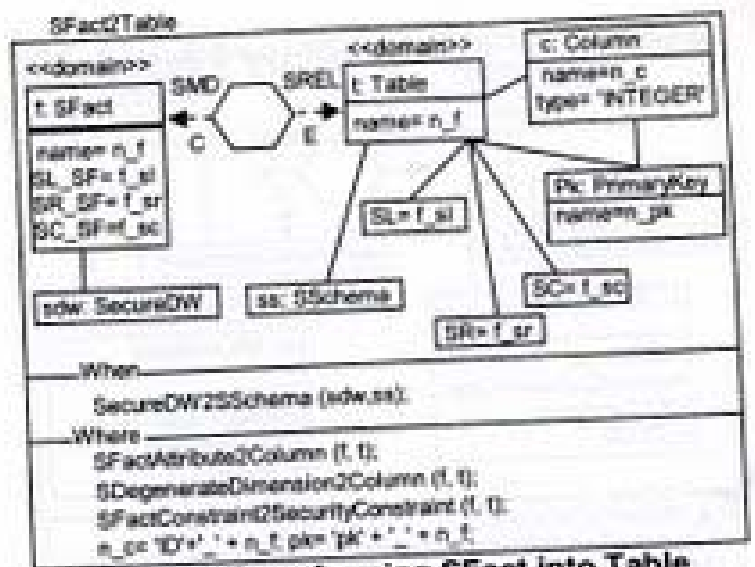 SFact2Table
<<domain>>
f: SFact
name= n_f
SL_SF= f_sl
SR_SF= f_sr
SC_SF=f_sc
sdw: SecureDW
SMD
C
SREL
E
<<domain>>
t: Table
name= n_f
c: Column
name=n_c
type= "INTEGER"
Pk: PrimaryKey
name=n_pk
SL= f_sl
ss: SSchema
SR= f_sr
SC= f_sc
When
SecureDW2SSchema (sdw,ss);
Where
SFactAttribute2Column (f, t);
SDegenerateDimension2Column (f, t);
SFactConstraint2SecurityConstraint (f, t);
n_c= 'ID'+'_' + n_f; pk= 'pk' + '_' + n_f;
SFact into Table